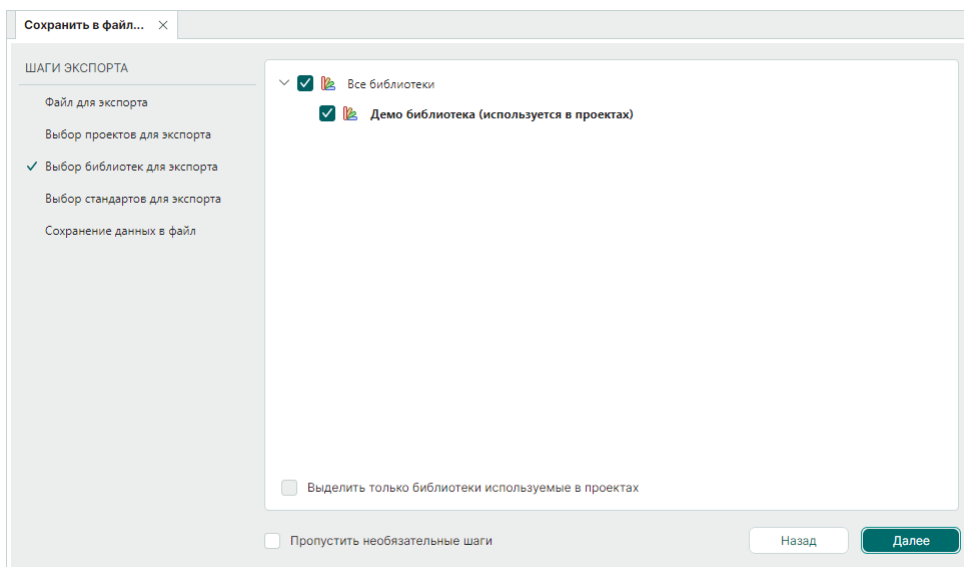 Сохранить в файл...
ШАГИ ЭКСПОРТА
Файл для экспорта
Выбор проектов для экспорта
Выбор библиотек для экспорта
Выбор стандартов для экспорта
Сохранение данных в файл
Все библиотеки
Демо библиотека (используется в проектах)
Выделить только библиотеки используемые в проектах
Пропустить необязательные шаги
Назад
Далее